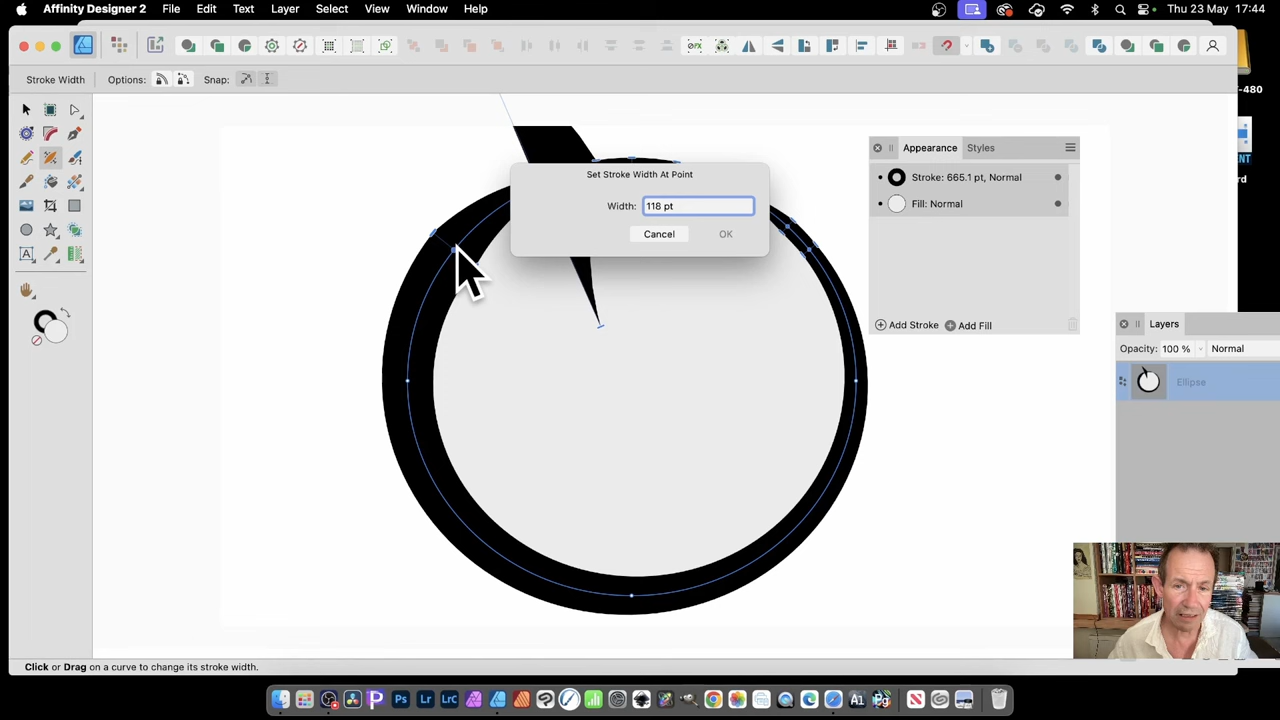 Affinity Designer 2 File Edit Text Layer Select View Window Help Thu 23 May 17:44
Stroke Width Options: Snap:
Set Stroke Width At Point
Width: 118 pt
Cancel OK
Appearance Styles
Stroke: 665.1 pt, Normal
Fill: Normal
Add Stroke Add Fill
Layers
Opacity: 100 % Normal
Ellipse
Click or Drag on a curve to change its stroke width.
Ps Lr LrC